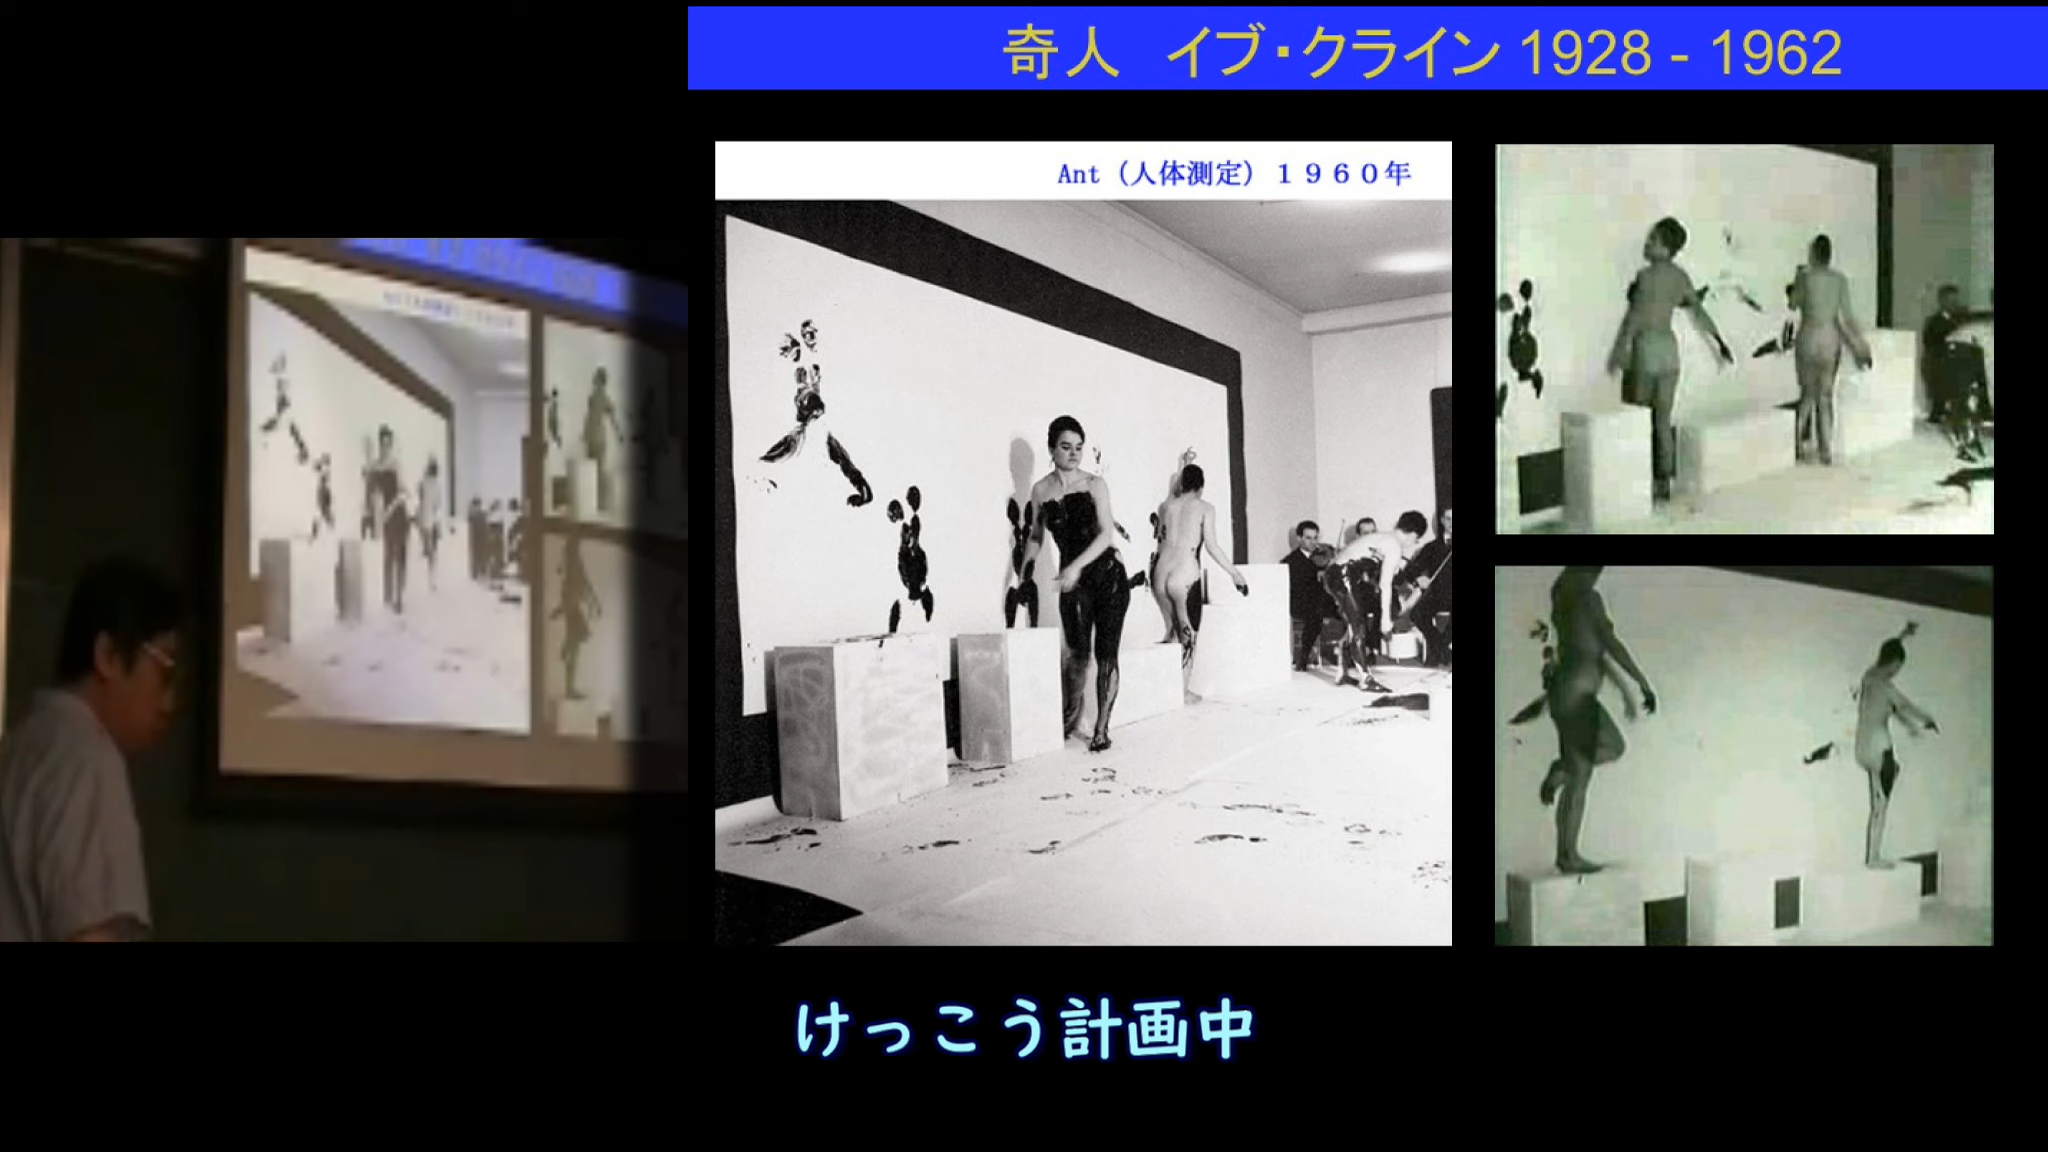 奇人　イブ・クライン 1928 - 1962
Ant（人体測定）１９６０年
けっこう計画中